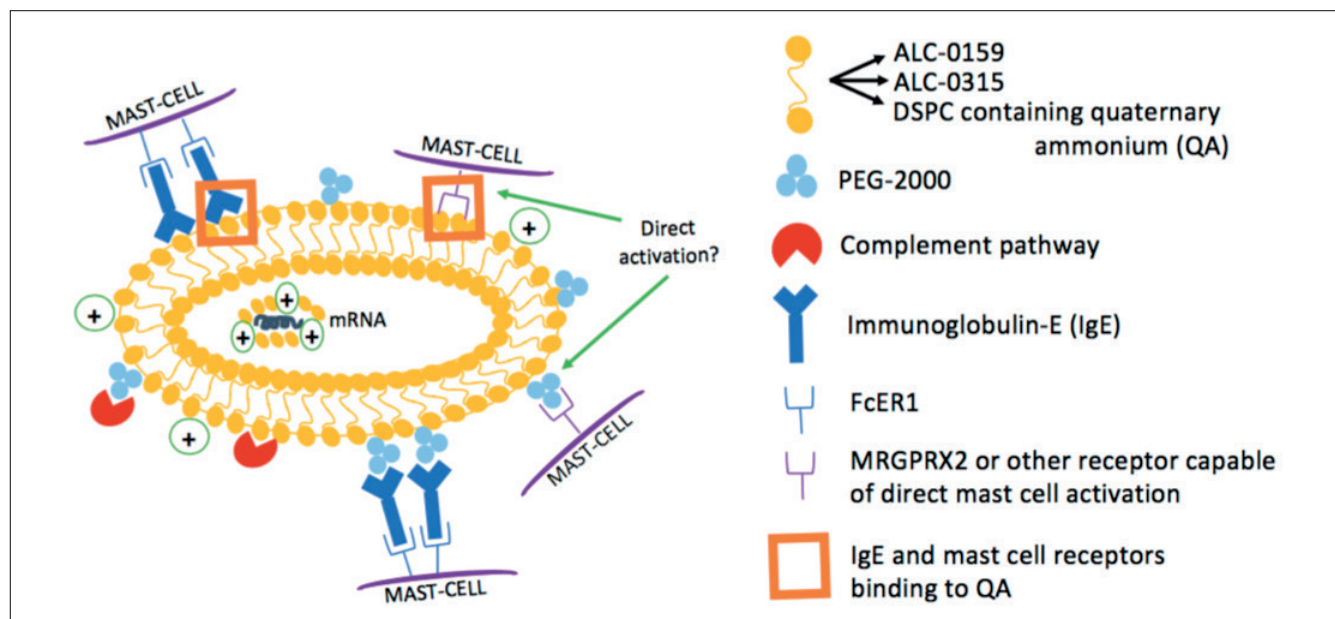 MAST-CELL
MAST-CELL
+
Direct
activation?
+
+
mRNA
+
+
+
MAST-CELL
MAST-CELL
ALC-0159
ALC-0315
DSPC containing quaternary
ammonium (QA)
PEG-2000
Complement pathway
Immunoglobulin-E (IgE)
FcER1
MRGPRX2 or other receptor capable
of direct mast cell activation
IgE and mast cell receptors
binding to QA